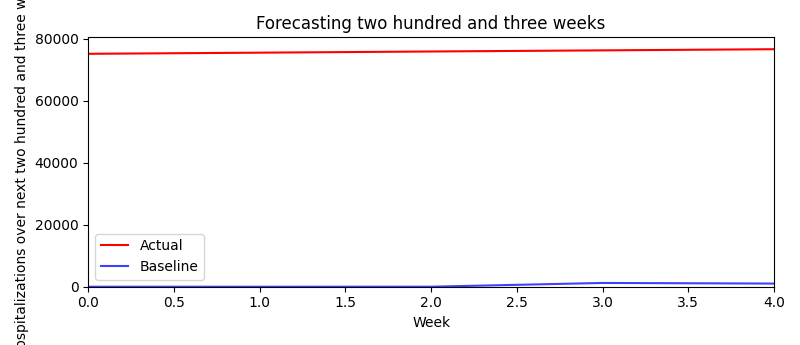 Forecasting two hundred and three weeks
ospitalizations over next two hundred and three w
80000
60000
40000
20000
0
Actual
Baseline
0.0 0.5 1.0 1.5 2.0 2.5 3.0 3.5 4.0
Week